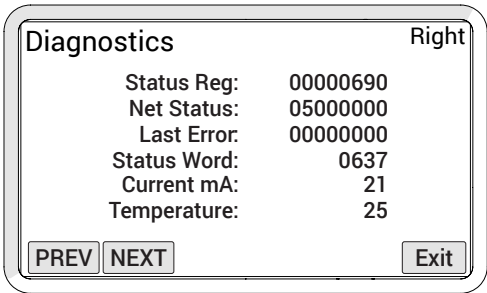 Diagnostics Right
Status Reg: 00000690
Net Status: 05000000
Last Error: 00000000
Status Word: 0637
Current mA: 21
Temperature: 25
PREV NEXT Exit